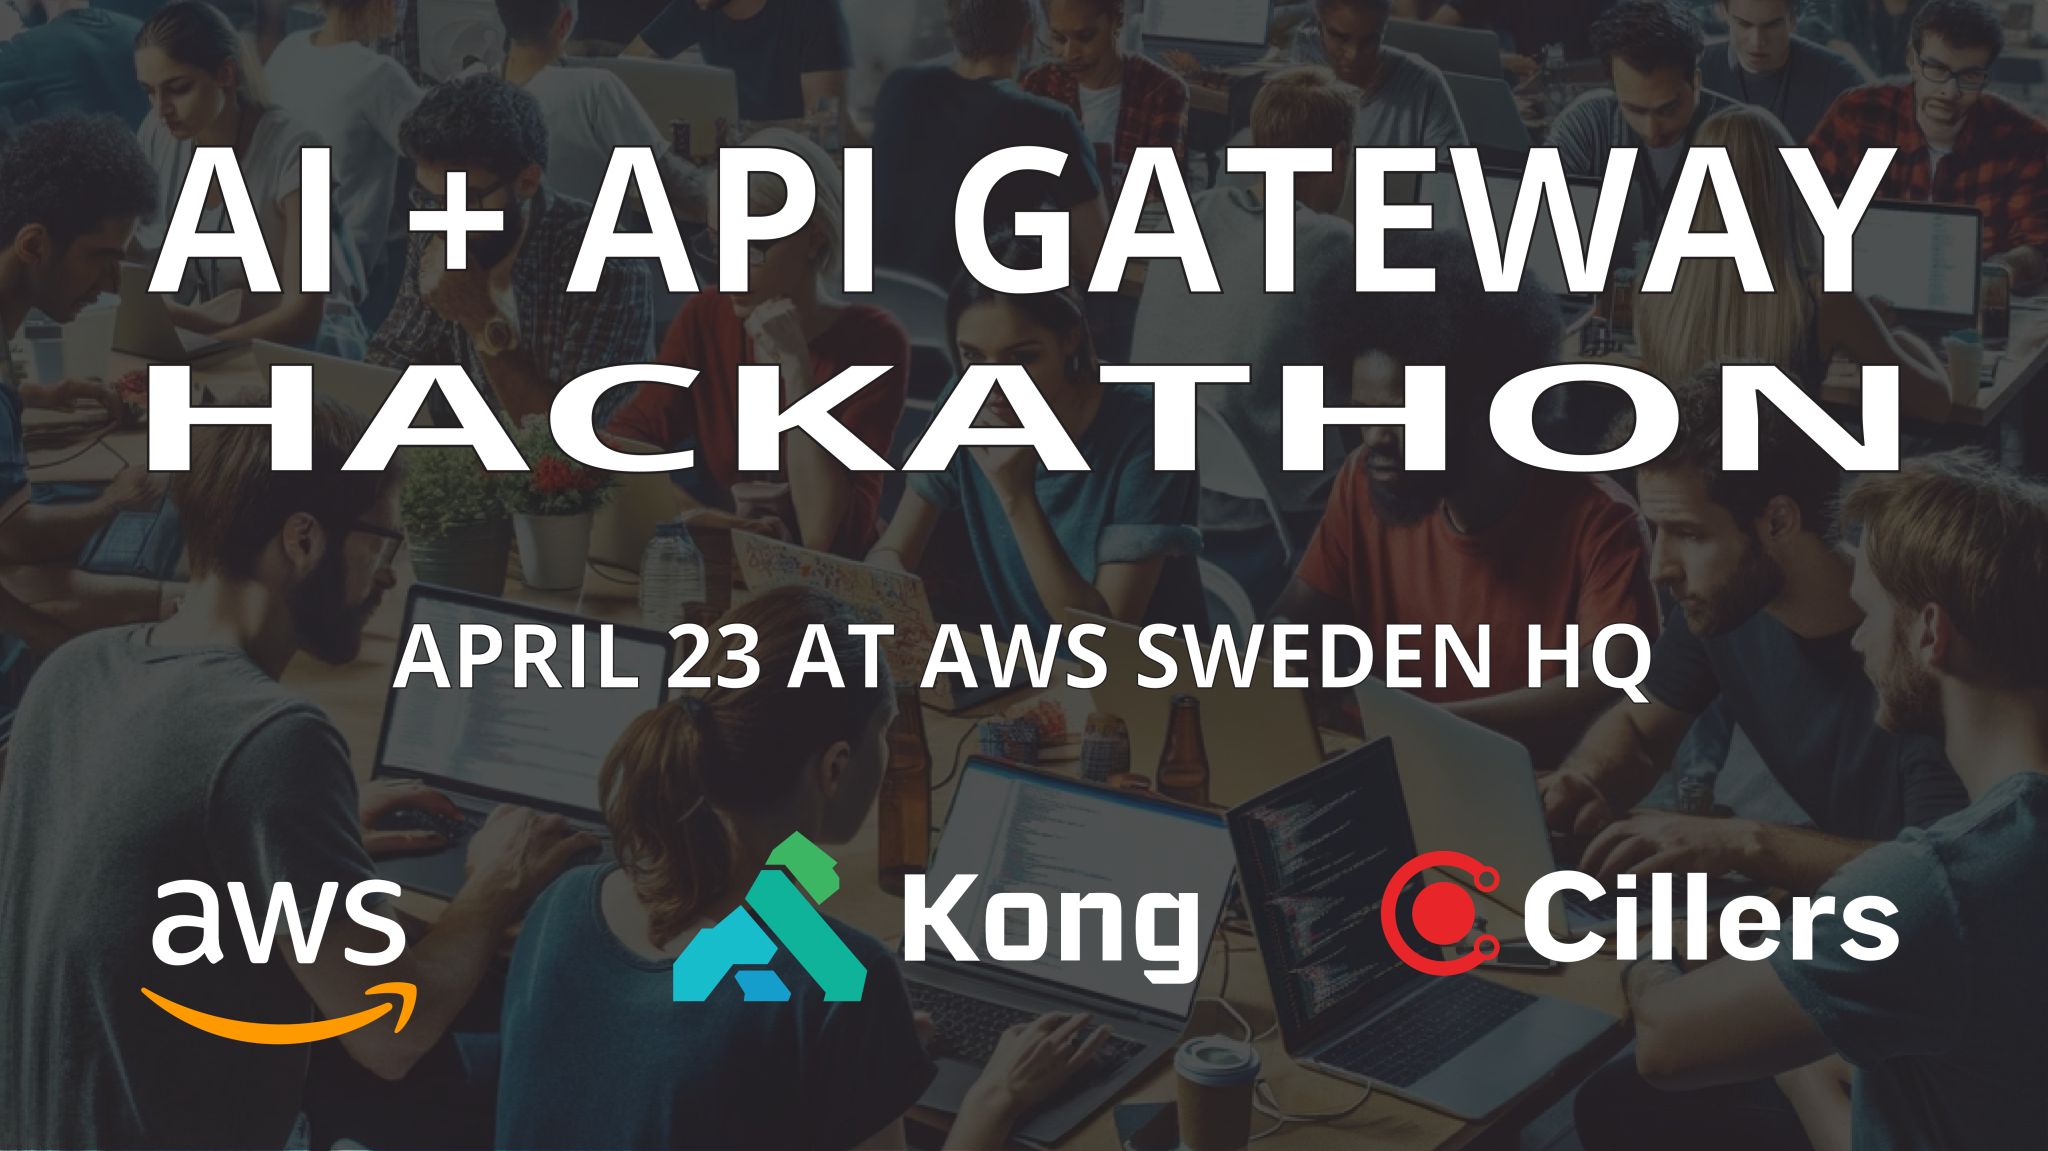 AI + API GATEWAY
HACKATHON
APRIL 23 AT AWS SWEDEN HQ
aws
Kong
Cillers